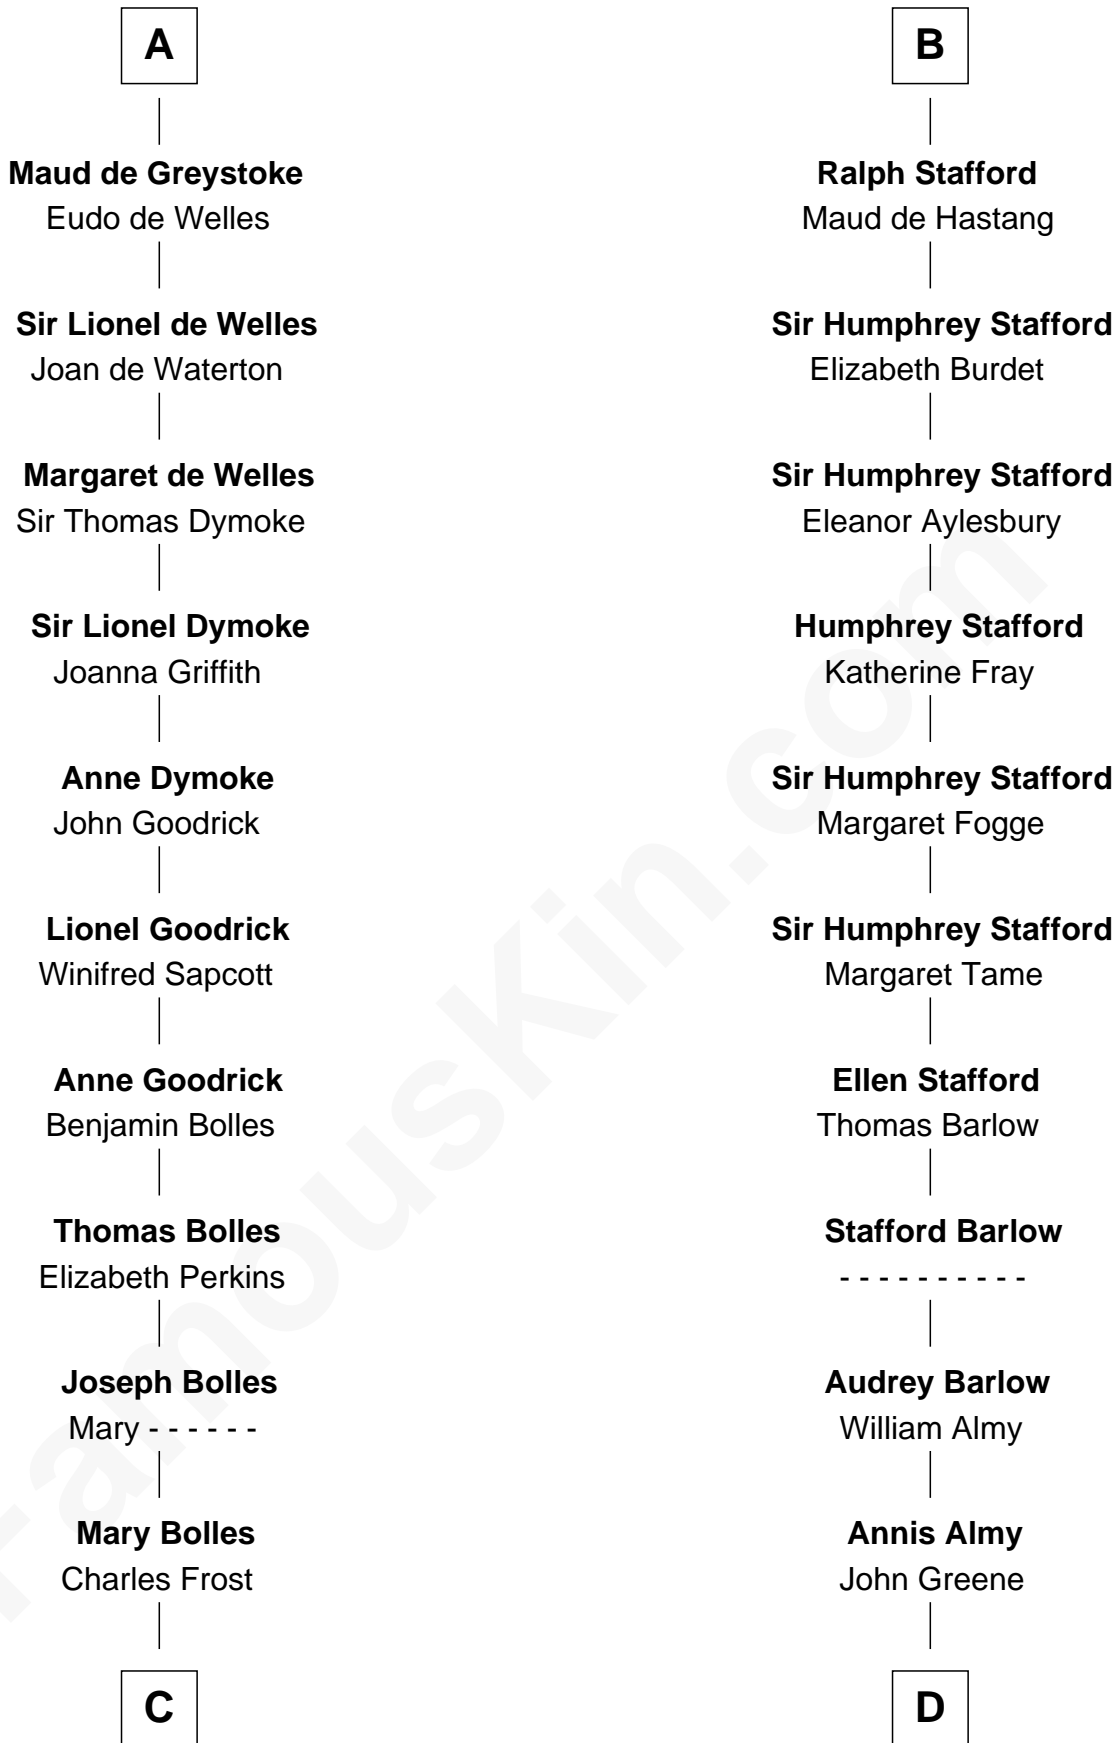 A
Maud de Greystoke
Eudo de Welles
Sir Lionel de Welles
Joan de Waterton
Margaret de Welles
Sir Thomas Dymoke
Sir Lionel Dymoke
Joanna Griffith
Anne Dymoke
John Goodrick
Lionel Goodrick
Winifred Sapcott
Anne Goodrick
Benjamin Bolles
Thomas Bolles
Elizabeth Perkins
Joseph Bolles
Mary - - - - - -
Mary Bolles
Charles Frost
C
B
Ralph Stafford
Maud de Hastang
Sir Humphrey Stafford
Elizabeth Burdet
Sir Humphrey Stafford
Eleanor Aylesbury
Humphrey Stafford
Katherine Fray
Sir Humphrey Stafford
Margaret Fogge
Sir Humphrey Stafford
Margaret Tame
Ellen Stafford
Thomas Barlow
Stafford Barlow
- - - - - - - - - -
Audrey Barlow
William Almy
Annis Almy
John Greene
D
FamousKin.com